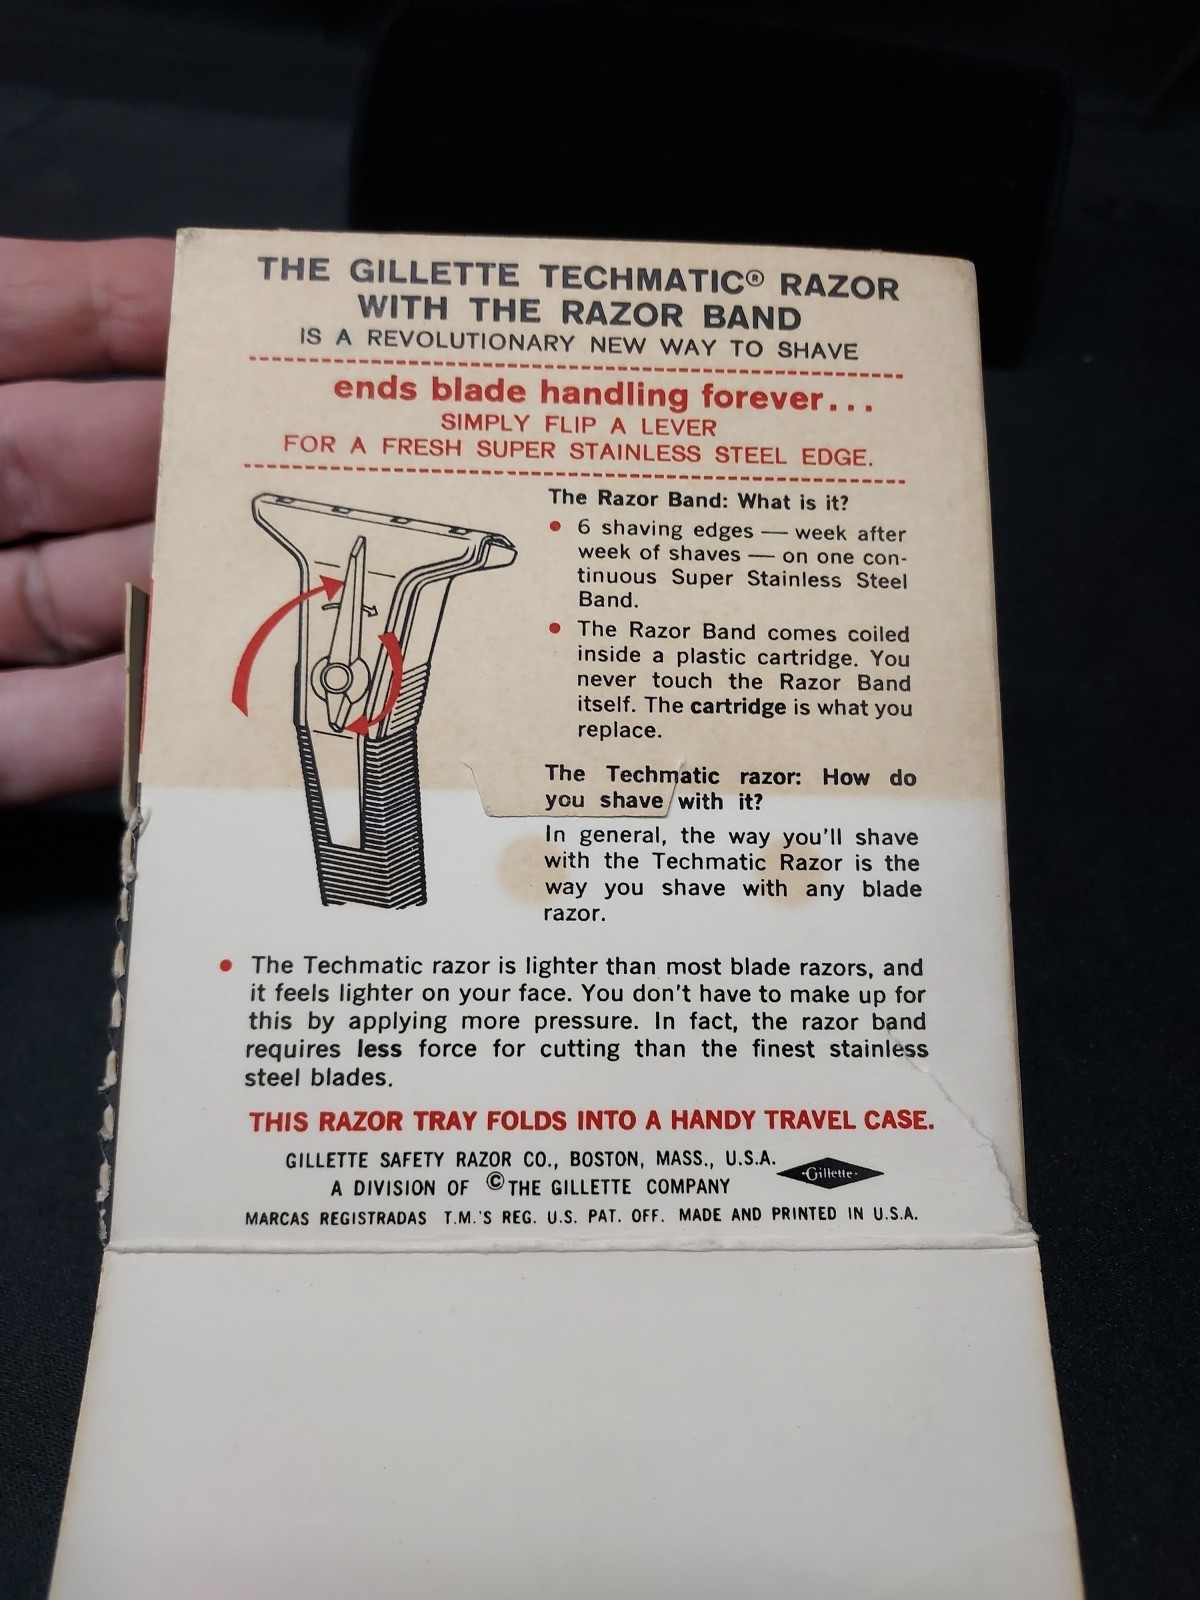 THE GILLETTE TECHMATIC® RAZOR
WITH THE RAZOR BAND
IS A REVOLUTIONARY NEW WAY TO SHAVE
ends blade handling forever...
SIMPLY FLIP A LEVER
FOR A FRESH SUPER STAINLESS STEEL EDGE.
The Razor Band: What is it?
• 6 shaving edges — week after
week of shaves — on one con-
tinuous Super Stainless Steel
Band.
• The Razor Band comes coiled
inside a plastic cartridge. You
never touch the Razor Band
itself. The cartridge is what you
replace.
The Techmatic razor: How do
you shave with it?
In general, the way you'll shave
with the Techmatic Razor is the
way you shave with any blade
razor.
• The Techmatic razor is lighter than most blade razors, and
it feels lighter on your face. You don't have to make up for
this by applying more pressure. In fact, the razor band
requires less force for cutting than the finest stainless
steel blades.
THIS RAZOR TRAY FOLDS INTO A HANDY TRAVEL CASE.
GILLETTE SAFETY RAZOR CO., BOSTON, MASS., U.S.A.
A DIVISION OF © THE GILLETTE COMPANY
Gillette
MARCAS REGISTRADAS T.M.'S REG. U.S. PAT. OFF. MADE AND PRINTED IN U.S.A.